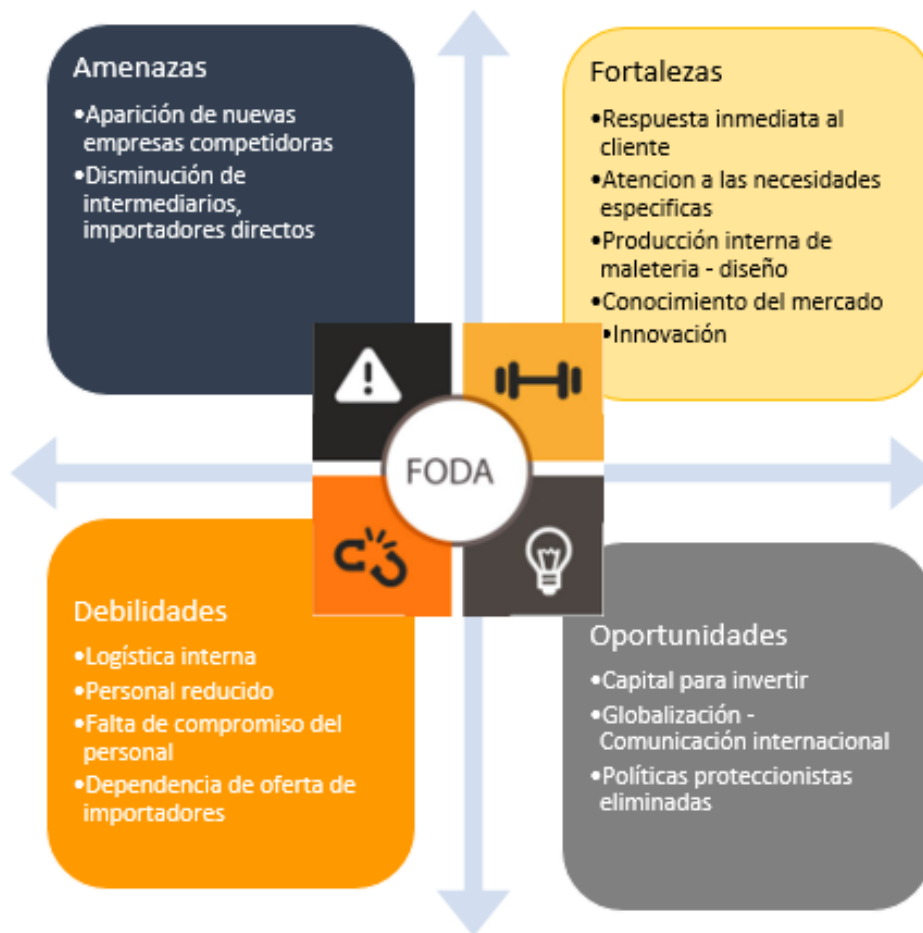 Amenazas
•Aparición de nuevas
empresas competidoras
•Disminución de
intermediarios,
importadores directos
Fortalezas
•Respuesta inmediata al
cliente
•Atencion a las necesidades
especificas
•Producción interna de
maleteria - diseño
•Conocimiento del mercado
•Innovación
FODA
Debilidades
•Logística interna
•Personal reducido
•Falta de compromiso del
personal
•Dependencia de oferta de
importadores
Oportunidades
•Capital para invertir
•Globalización -
Comunicación internacional
•Políticas proteccionistas
eliminadas